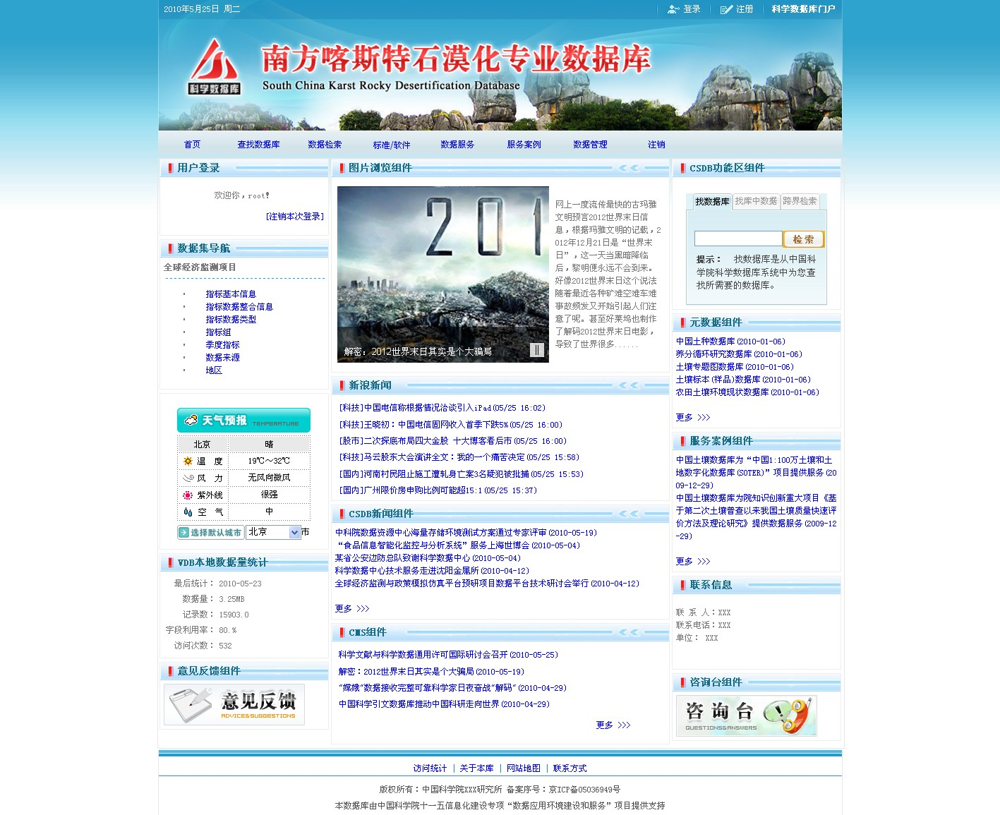 2010年5月25日 周二
登录 注册 科学数据库门户
科学数据库
南方喀斯特石漠化专业数据库
South China Karst Rocky Desertification Database
首页 查找数据库 数据检索 标准/软件 数据服务 服务案例 数据管理 注销
用户登录
欢迎你，root!
[注销本次登录]
数据集导航
全球经济监测项目
指标基本信息
指标数据整合信息
指标数据类型
指标组
季度指标
数据来源
地区
天气预报 TEMPERATURE
北京 晴
温 度 19℃～32℃
风 力 无风向微风
紫外线 很强
空 气 中
选择默认城市 北京 市
VDB本地数据量统计
最后统计： 2010-05-23
数据量： 3.25MB
记录数： 15903.0
字段利用率： 80.%
访问次数： 532
意见反馈组件
意见反馈
ADVICE&SUGGESTIONS
图片浏览组件
201
解密：2012世界末日其实是个大骗局
网上一度流传最快的古玛雅
文明预言2012世界末日信
息，根据玛雅文明的记载，2
012年12月21日是“世界末
日”，这一天当黑暗降临
后，黎明便永远不会到来。
好像2012世界末日这个说法
随着最近各种矿难空难车难
事故频发又开始引起人们注
意了呢。甚至好莱坞也制作
了解码2012世界末日电影，
导致了世界很多......
新浪新闻
[科技]中国电信称根据情况洽谈引入iPad(05/25 16:02)
[科技]王晓初：中国电信固网收入首季下跌5%(05/25 16:00)
[股市]二次探底布局四大金股 十大博客看后市(05/25 16:00)
[科技]马云股东大会演讲全文：我的一个痛苦决定(05/25 15:58)
[国内]河南村民阻止施工遭轧身亡案3名疑犯被批捕(05/25 15:53)
[国内]广州限价房申购比例可能超15:1(05/25 15:37)
CSDB新闻组件
中科院数据资源中心海量存储环境测试方案通过专家评审(2010-05-19)
“食品信息智能化监控与分析系统”服务上海世博会(2010-05-04)
某省公安边防总队致谢科学数据中心(2010-05-04)
科学数据中心技术服务走进沈阳金属所(2010-04-12)
全球经济监测与政策模拟仿真平台预研项目数据平台技术研讨会举行(2010-04-12)
更多 >>>
CMS组件
科学文献与科学数据通用许可国际研讨会召开(2010-05-25)
解密：2012世界末日其实是个大骗局(2010-05-19)
"嫦娥"数据接收完整可靠科学家日夜奋战"解码"(2010-04-29)
中国科学引文数据库推动中国科研走向世界(2010-04-29)
更多 >>>
CSDB功能区组件
找数据库 找库中数据 跨界检索
检 索
提示： 找数据库是从中国科
学院科学数据库系统中为您查
找所需要的数据库。
元数据组件
中国土种数据库(2010-01-06)
养分循环研究数据库(2010-01-06)
土壤专题图数据库(2010-01-06)
土壤标本(样品)数据库(2010-01-06)
农田土壤环境现状数据库(2010-01-06)
更多 >>>
服务案例组件
中国土壤数据库为“中国1:100万土壤和土
地数字化数据库(SOTER)”项目提供服务(20
09-12-29)
中国土壤数据库为院知识创新重大项目《基
于第二次土壤普查以来我国土壤质量快速评
价方法及理论研究》提供数据服务(2009-12
-29)
更多 >>>
联系信息
联 系 人：XXX
联系电话：XXX
单位： XXX
咨询台组件
咨询台
QUESTIONS&ANSWERS
访问统计 | 关于本库 | 网站地图 | 联系方式
版权所有：中国科学院XXX研究所 备案序号：京ICP备05036949号
本数据库由中国科学院十一五信息化建设专项“数据应用环境建设和服务”项目提供支持